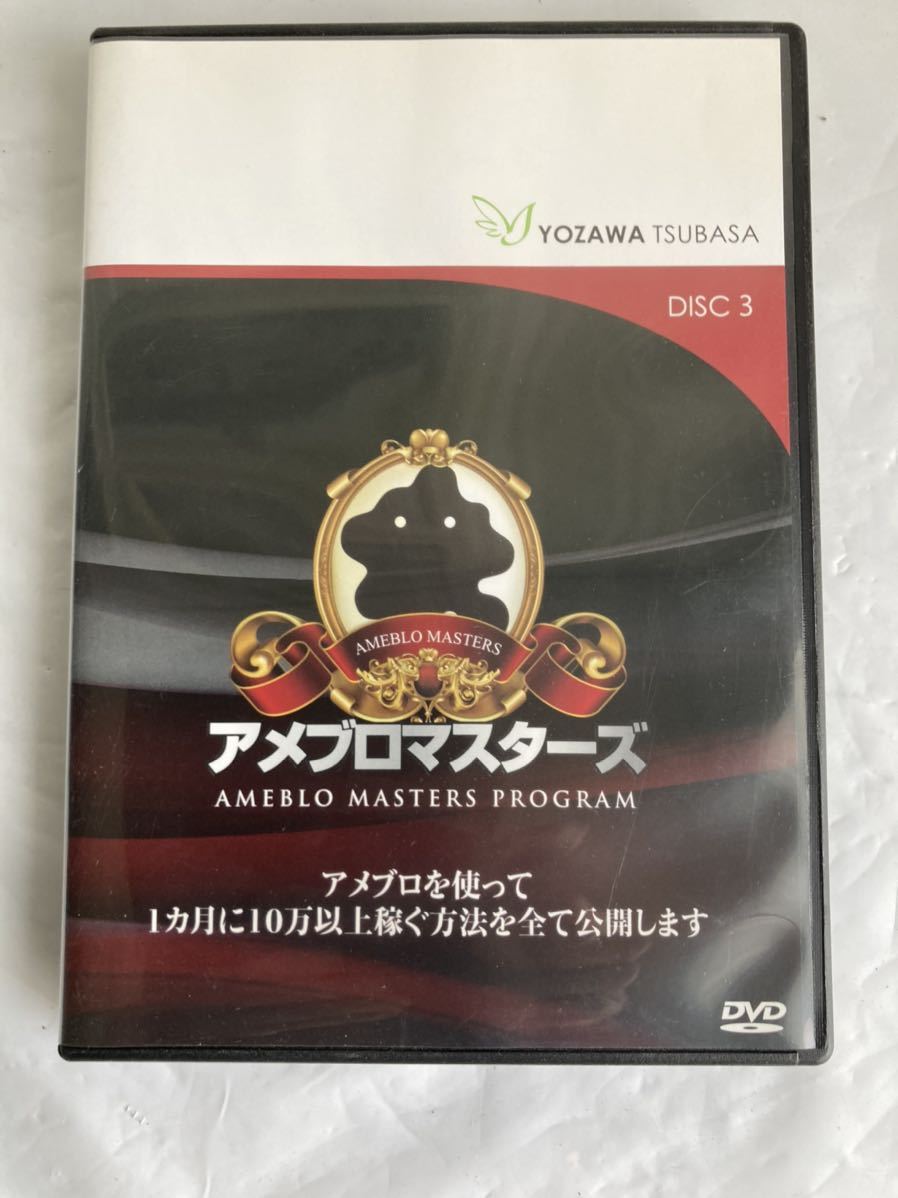 YOZAWA TSUBASA
DISC 3
AMEBLO MASTERS
アメブロマスターズ
AMEBLO MASTERS PROGRAM
アメブロを使って
1カ月に10万以上稼ぐ方法を全て公開します
DVD